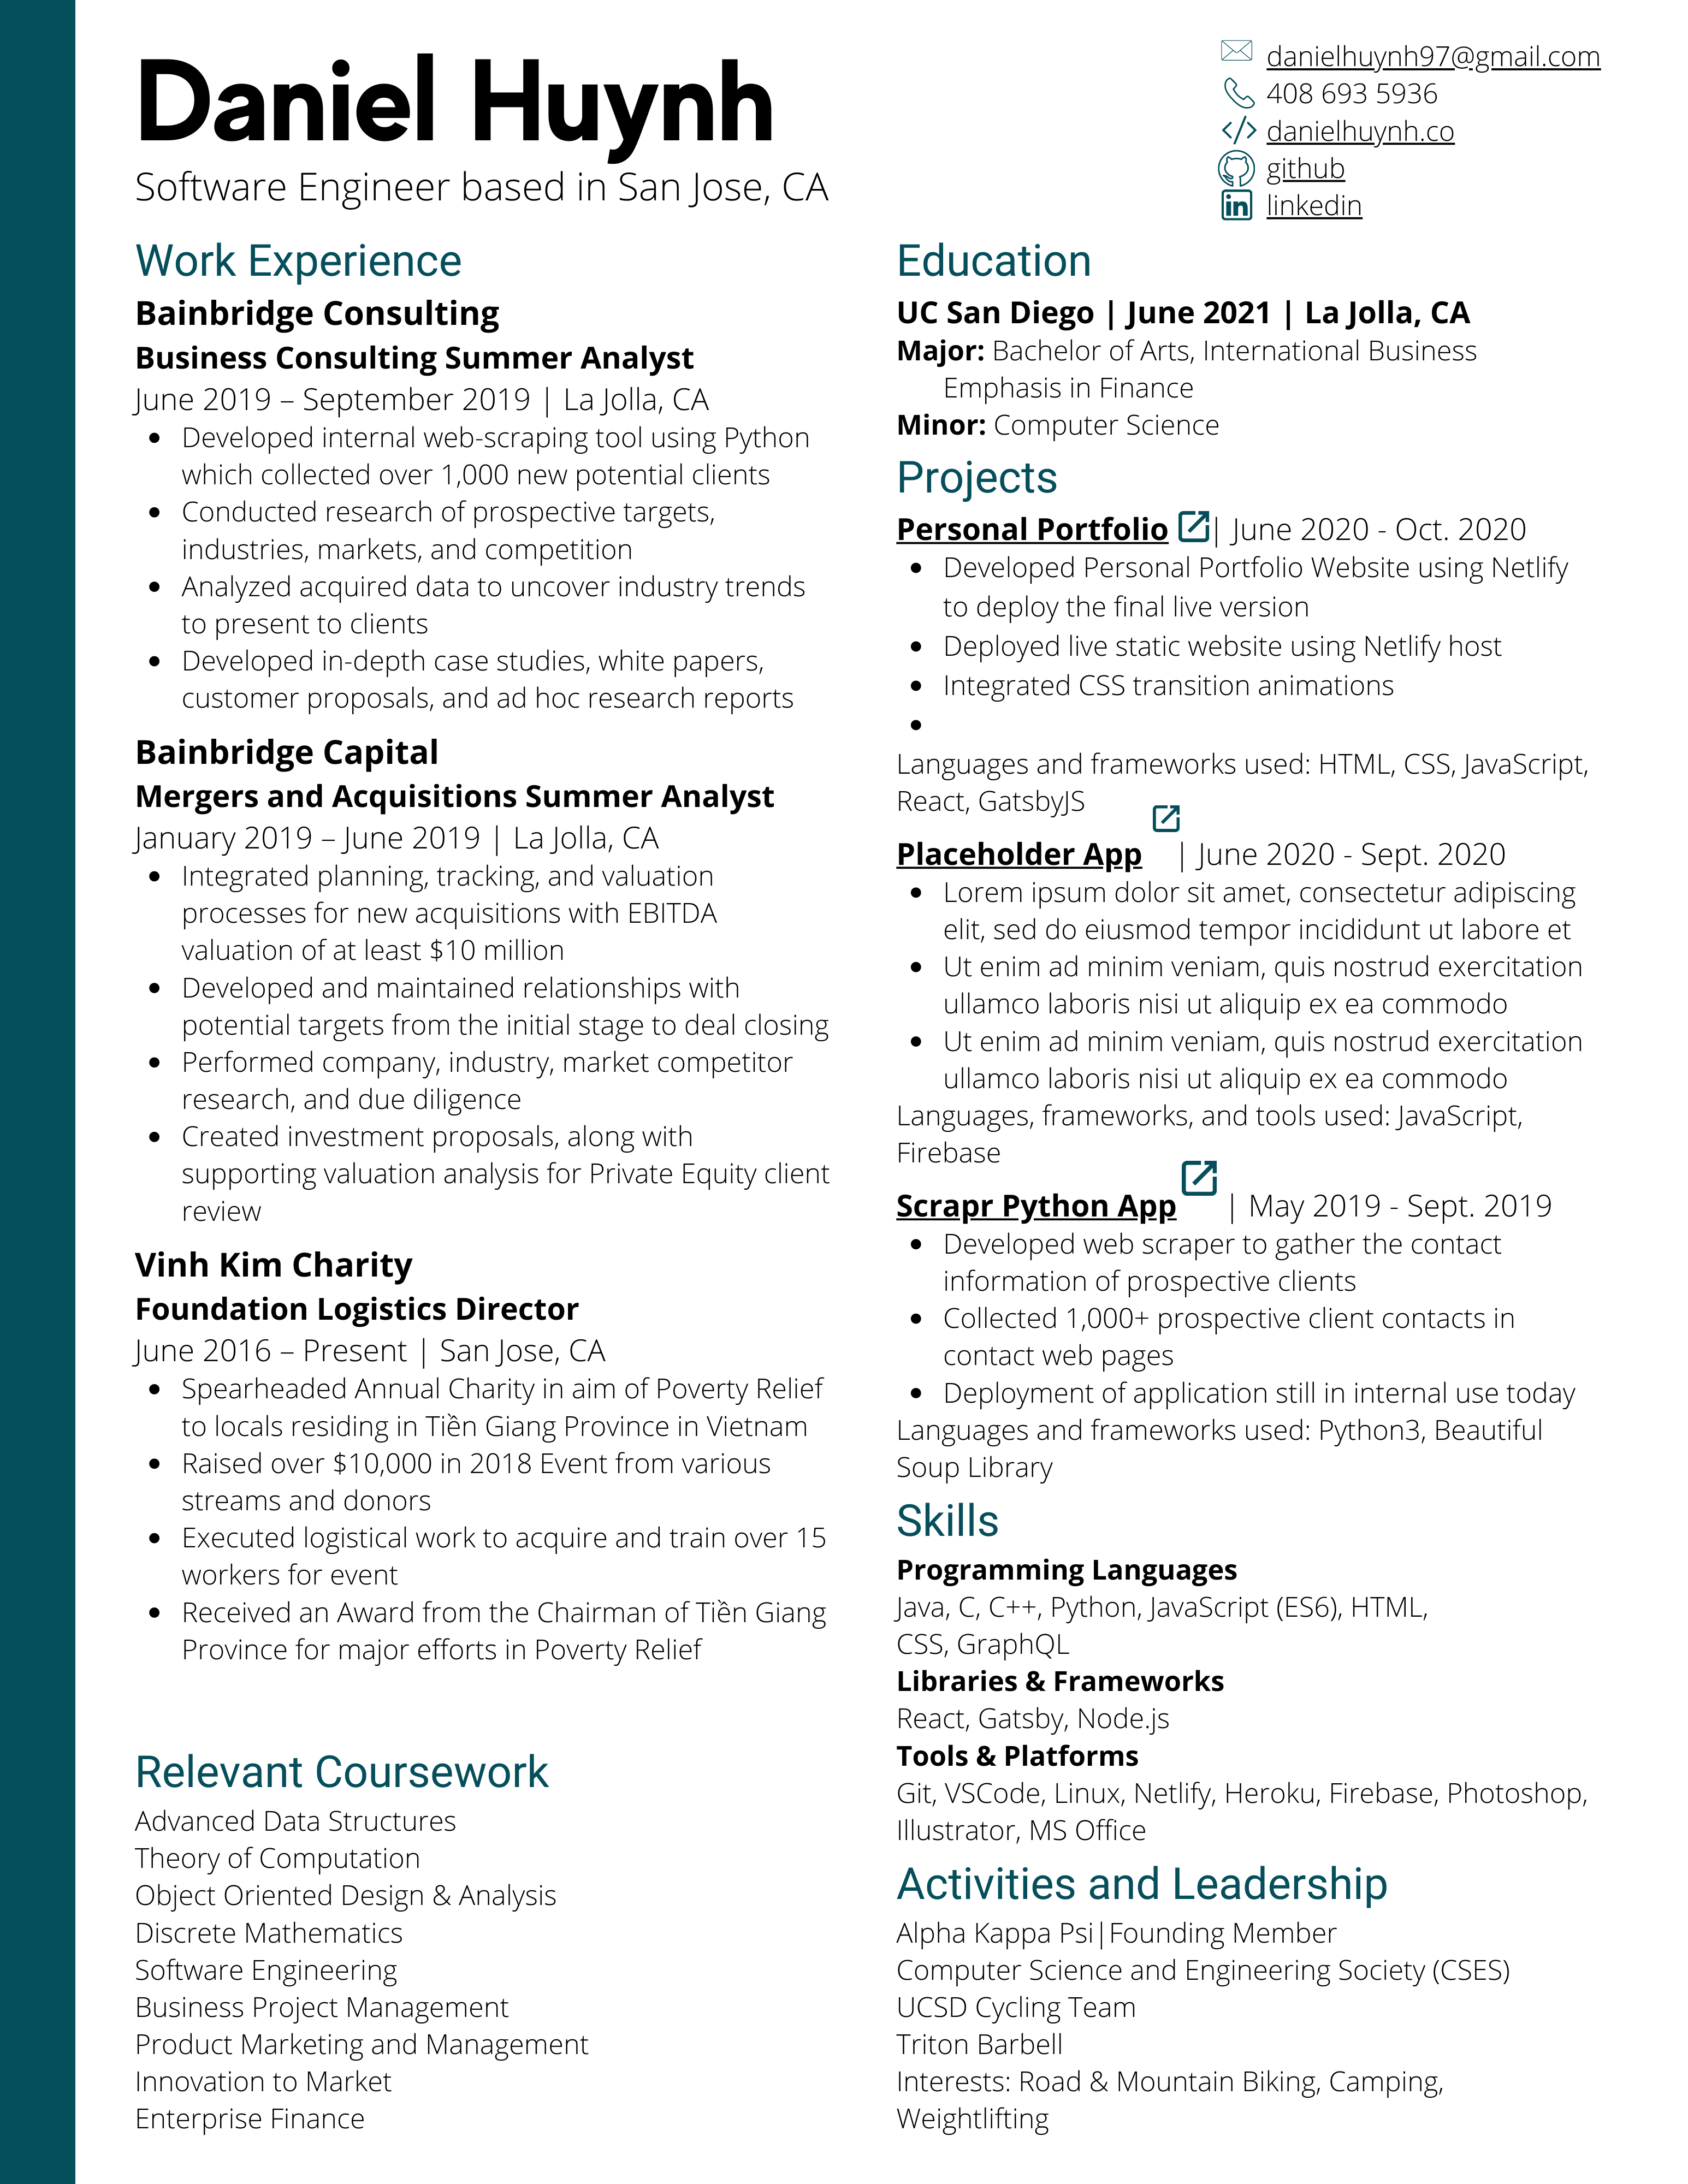 Daniel Huynh
Software Engineer based in San Jose, CA
danielhuynh97@gmail.com
408 693 5936
danielhuynh.co
github
linkedin
Work Experience
Bainbridge Consulting
Business Consulting Summer Analyst
June 2019 – September 2019 | La Jolla, CA
• Developed internal web-scraping tool using Python
which collected over 1,000 new potential clients
• Conducted research of prospective targets,
industries, markets, and competition
• Analyzed acquired data to uncover industry trends
to present to clients
• Developed in-depth case studies, white papers,
customer proposals, and ad hoc research reports
Bainbridge Capital
Mergers and Acquisitions Summer Analyst
January 2019 – June 2019 | La Jolla, CA
• Integrated planning, tracking, and valuation
processes for new acquisitions with EBITDA
valuation of at least $10 million
• Developed and maintained relationships with
potential targets from the initial stage to deal closing
• Performed company, industry, market competitor
research, and due diligence
• Created investment proposals, along with
supporting valuation analysis for Private Equity client
review
Vinh Kim Charity
Foundation Logistics Director
June 2016 – Present | San Jose, CA
• Spearheaded Annual Charity in aim of Poverty Relief
to locals residing in Tiền Giang Province in Vietnam
• Raised over $10,000 in 2018 Event from various
streams and donors
• Executed logistical work to acquire and train over 15
workers for event
• Received an Award from the Chairman of Tiền Giang
Province for major efforts in Poverty Relief
Relevant Coursework
Advanced Data Structures
Theory of Computation
Object Oriented Design & Analysis
Discrete Mathematics
Software Engineering
Business Project Management
Product Marketing and Management
Innovation to Market
Enterprise Finance
Education
UC San Diego | June 2021 | La Jolla, CA
Major: Bachelor of Arts, International Business
Emphasis in Finance
Minor: Computer Science
Projects
Personal Portfolio | June 2020 - Oct. 2020
• Developed Personal Portfolio Website using Netlify
to deploy the final live version
• Deployed live static website using Netlify host
• Integrated CSS transition animations
•
Languages and frameworks used: HTML, CSS, JavaScript,
React, GatsbyJS
Placeholder App | June 2020 - Sept. 2020
• Lorem ipsum dolor sit amet, consectetur adipiscing
elit, sed do eiusmod tempor incididunt ut labore et
• Ut enim ad minim veniam, quis nostrud exercitation
ullamco laboris nisi ut aliquip ex ea commodo
• Ut enim ad minim veniam, quis nostrud exercitation
ullamco laboris nisi ut aliquip ex ea commodo
Languages, frameworks, and tools used: JavaScript,
Firebase
Scrapr Python App | May 2019 - Sept. 2019
• Developed web scraper to gather the contact
information of prospective clients
• Collected 1,000+ prospective client contacts in
contact web pages
• Deployment of application still in internal use today
Languages and frameworks used: Python3, Beautiful
Soup Library
Skills
Programming Languages
Java, C, C++, Python, JavaScript (ES6), HTML,
CSS, GraphQL
Libraries & Frameworks
React, Gatsby, Node.js
Tools & Platforms
Git, VSCode, Linux, Netlify, Heroku, Firebase, Photoshop,
Illustrator, MS Office
Activities and Leadership
Alpha Kappa Psi|Founding Member
Computer Science and Engineering Society (CSES)
UCSD Cycling Team
Triton Barbell
Interests: Road & Mountain Biking, Camping,
Weightlifting